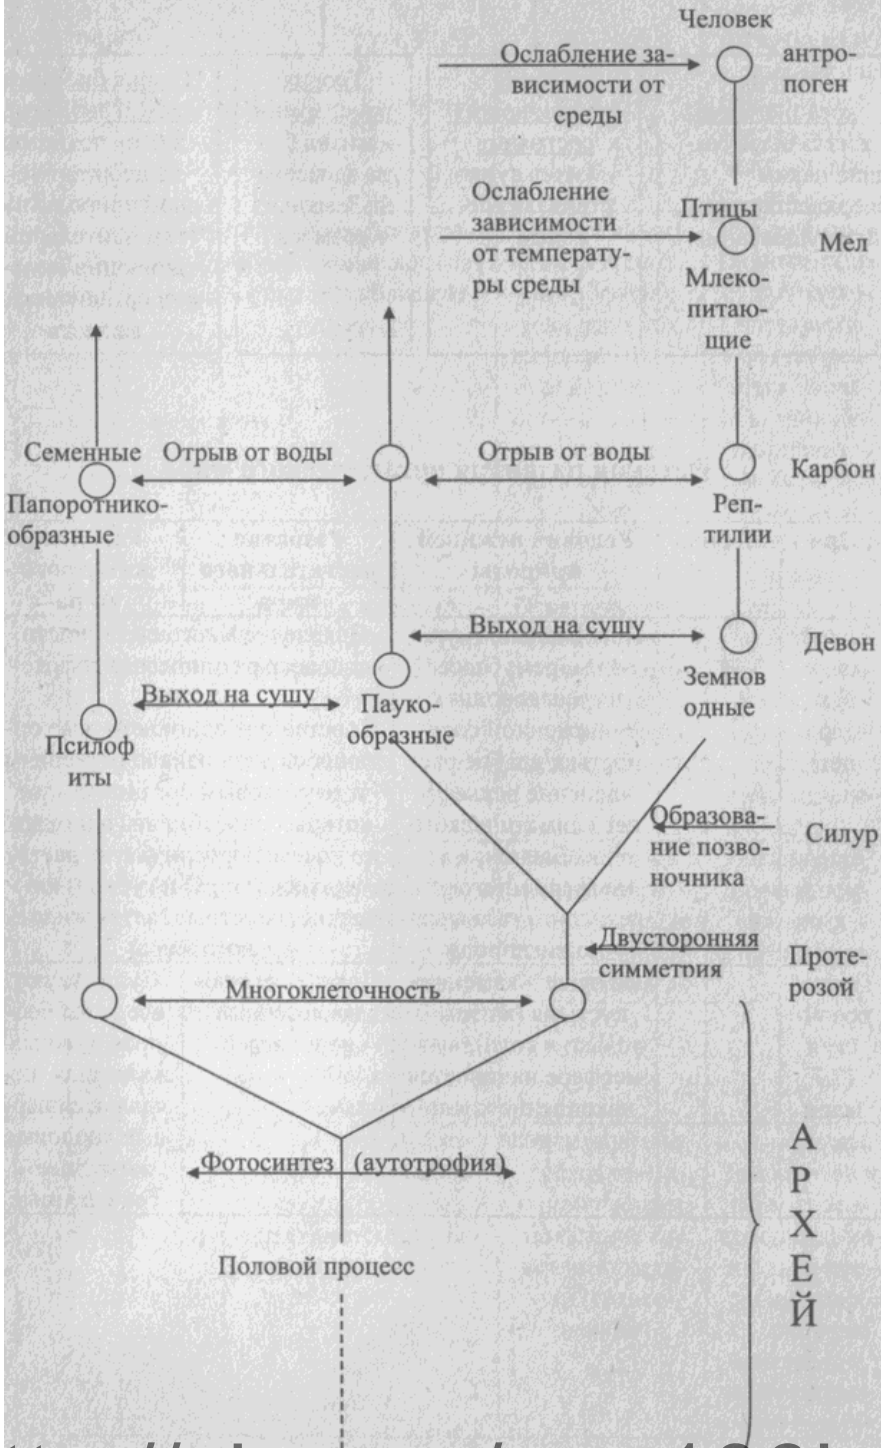 Человек
Ослабление за-
висимости от
среды
антро-
поген
Ослабление
зависимости
от температу-
ры среды
Птицы
Млеко-
питаю-
щие
Мел
Семенные
Папоротнико-
образные
Отрыв от воды
Отрыв от воды
Реп-
тилии
Карбон
Выход на сушу
Девон
Земнов
одные
Выход на сушу
Псилоф
иты
Пауко-
образные
Образова-
ние позво-
ночника
Силур
Двусторонняя
симметрия
Проте-
розой
Многоклеточность
Фотосинтез (аутотрофия)
Половой процесс
А
Р
Х
Е
Й